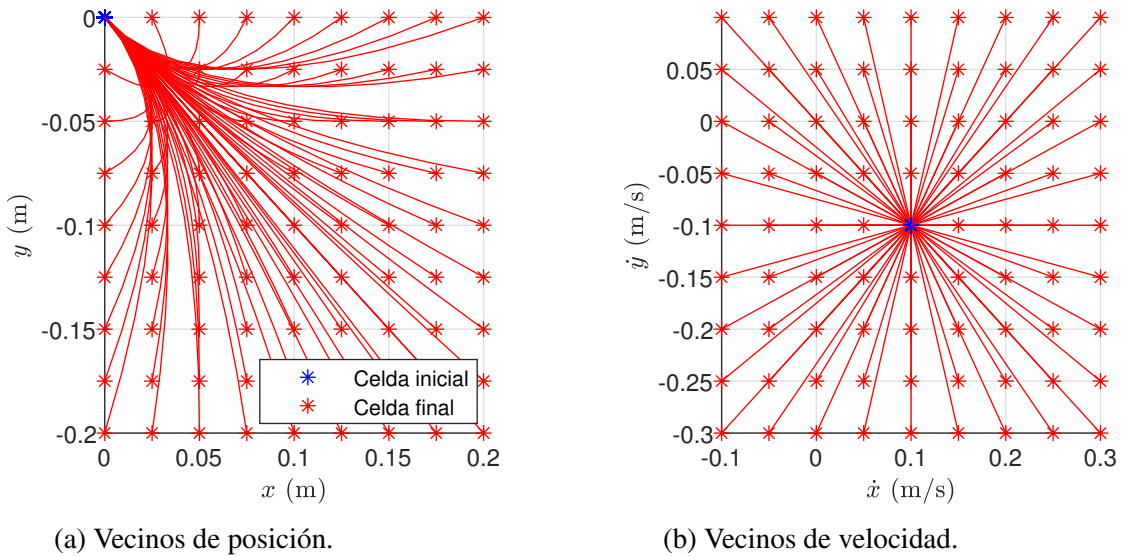 0
-0.05
-0.1
-0.15
-0.2
y (m)
0 0.05 0.1 0.15 0.2
x (m)
Celda inicial
Celda final
(a) Vecinos de posición.
0.05
0
-0.05
-0.1
-0.15
-0.2
-0.25
-0.3
ẏ (m/s)
-0.1 0 0.1 0.2 0.3
ẋ (m/s)
(b) Vecinos de velocidad.